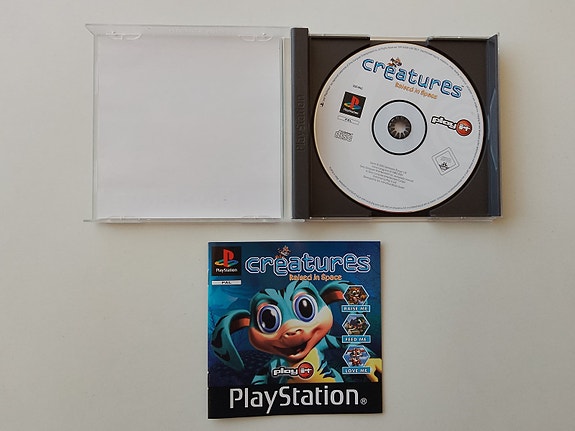 PlayStation
creatures
Raised in Space
PAL
play it
PlayStation
PAL
creatures
Raised in Space
RAISE ME
FEED ME
LOVE ME
play it
PlayStation®